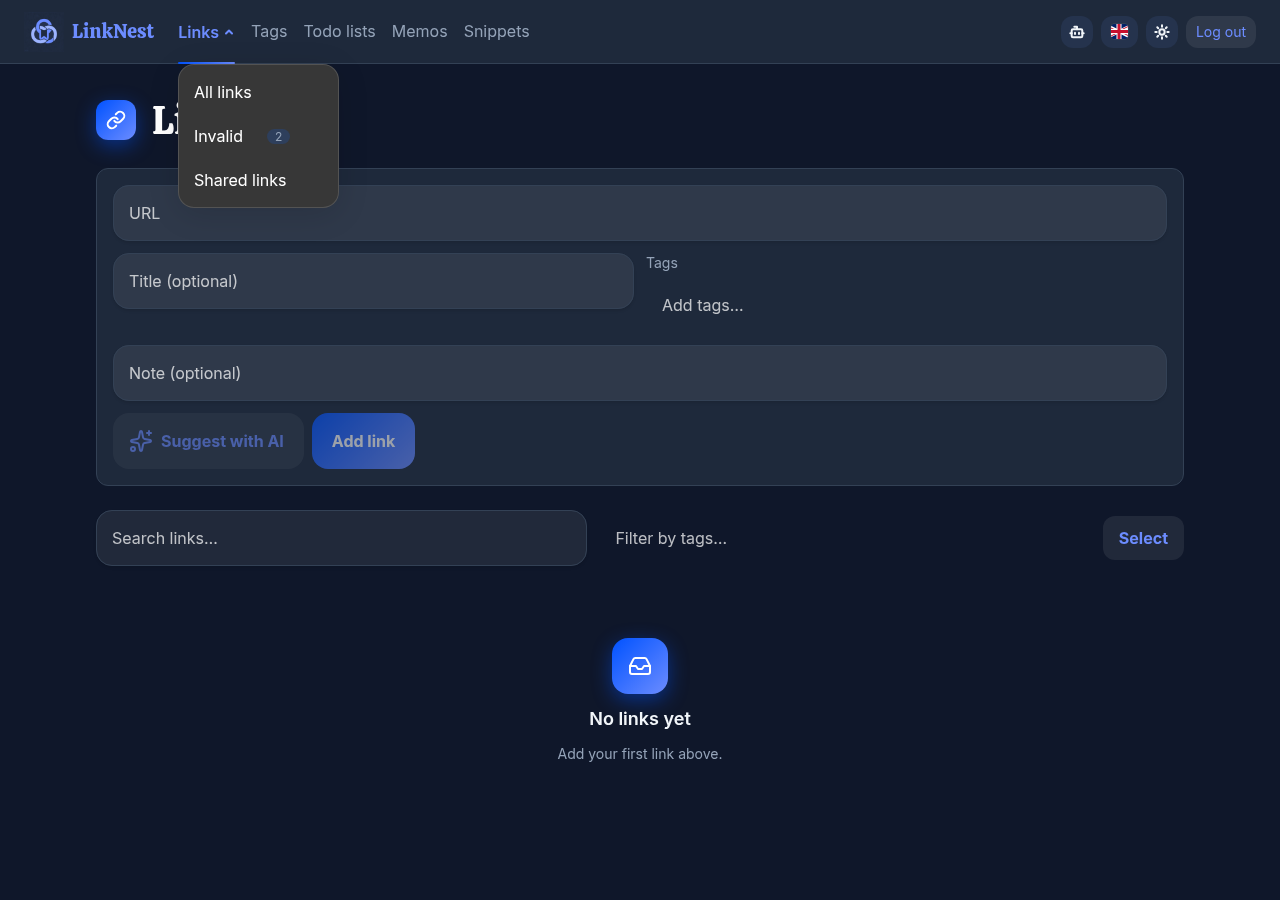 LinkNest
Links
Tags
Todo lists
Memos
Snippets
Log out
All links
Invalid 2
Shared links
URL
Title (optional)
Tags
Add tags...
Note (optional)
Suggest with AI
Add link
Search links...
Filter by tags...
Select
No links yet
Add your first link above.